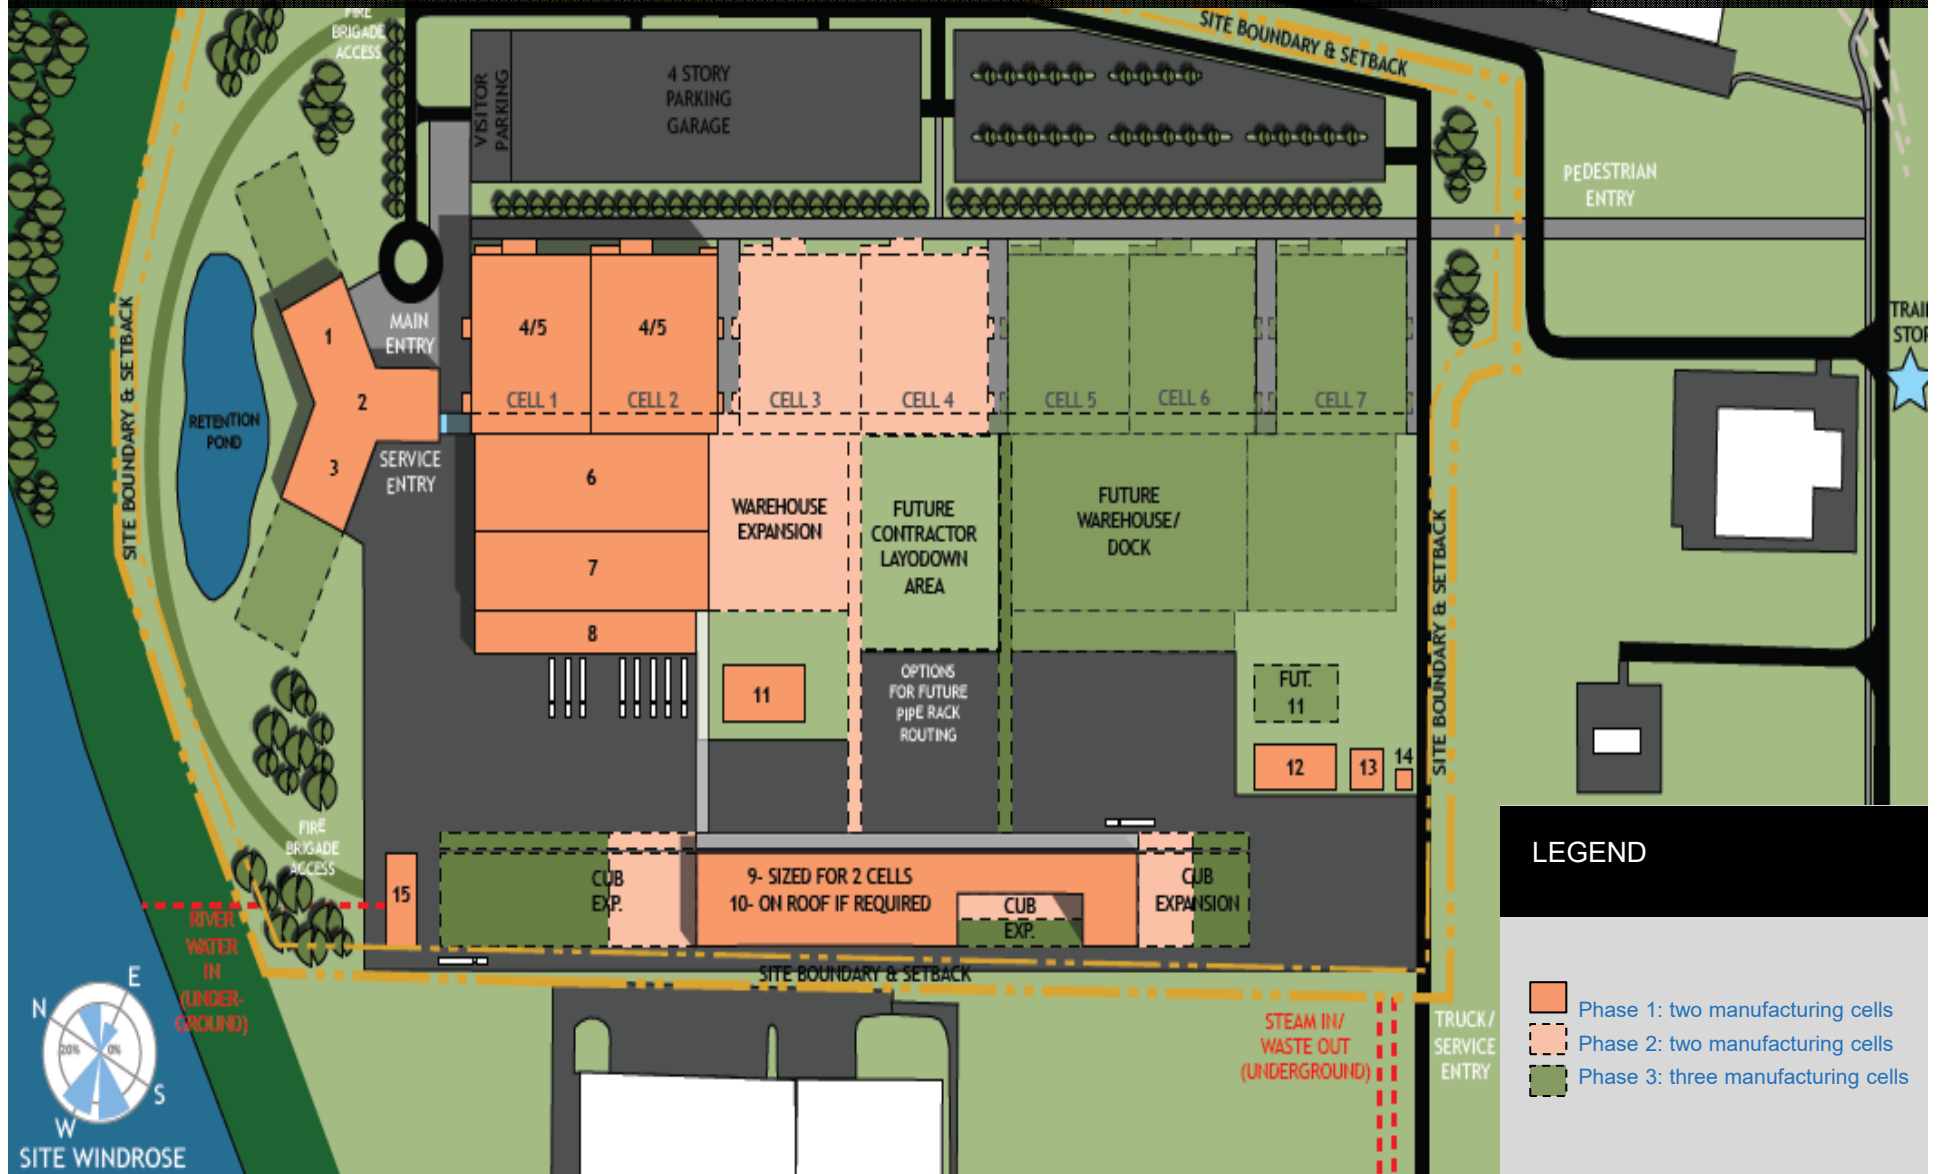 FIRE
BRIGADE
ACCESS
VISITOR
PARKING
4 STORY
PARKING
GARAGE
SITE BOUNDARY & SETBACK
PEDESTRIAN
ENTRY
TRAI
STOP
SITE BOUNDARY & SETBACK
RETENTION
POND
1
2
3
MAIN
ENTRY
SERVICE
ENTRY
4/5
4/5
CELL 1
CELL 2
CELL 3
CELL 4
CELL 5
CELL 6
CELL 7
6
7
8
WAREHOUSE
EXPANSION
FUTURE
CONTRACTOR
LAYODOWN
AREA
FUTURE
WAREHOUSE/
DOCK
SITE BOUNDARY & SETBACK
11
OPTIONS
FOR FUTURE
PIPE RACK
ROUTING
FUT.
11
12
13
14
FIRE
BRIGADE
ACCESS
15
CUB
EXP.
9- SIZED FOR 2 CELLS
10- ON ROOF IF REQUIRED
CUB
EXP.
CUB
EXPANSION
RIVER
WATER
IN
(UNDER-
GROUND)
SITE BOUNDARY & SETBACK
STEAM IN/
WASTE OUT
(UNDERGROUND)
TRUCK/
SERVICE
ENTRY
N
E
S
W
20%
0%
SITE WINDROSE
LEGEND
Phase 1: two manufacturing cells
Phase 2: two manufacturing cells
Phase 3: three manufacturing cells